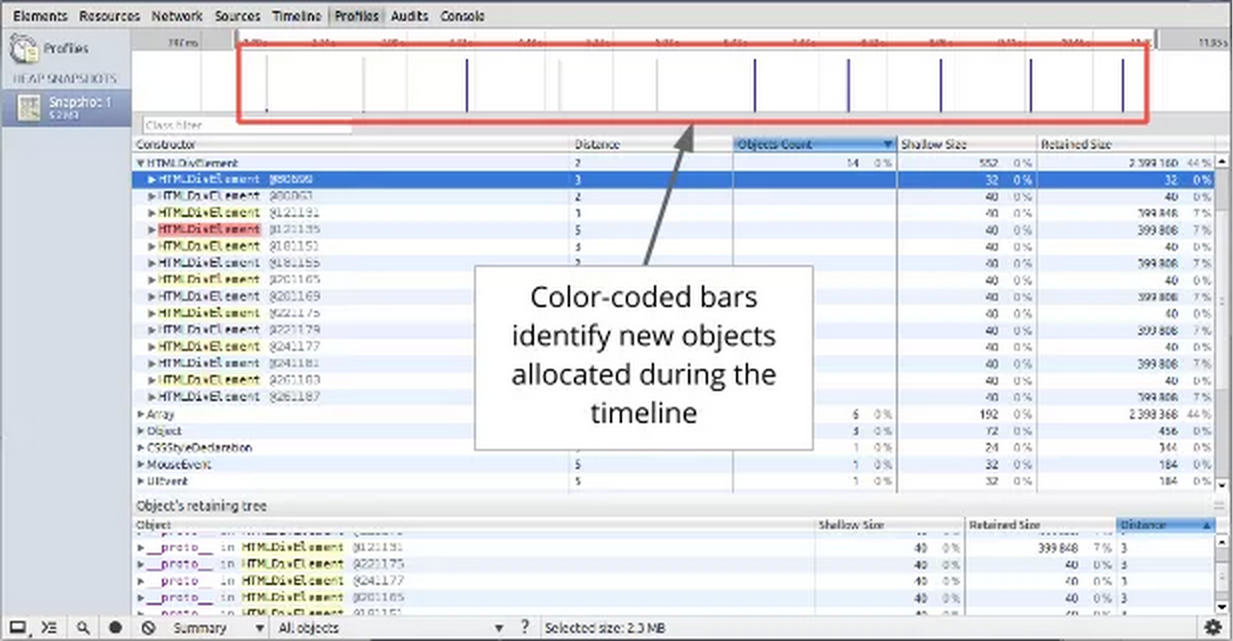 Elements Resources Network Sources Timeline Profiles Audits Console
Profiles
HEAP SNAPSHOTS
Snapshot 1
Class filter
Constructor Distance Objects Count Shallow Size Retained Size
HTMLDivElement 2 14 0% 552 0% 2 399 160 44%
HTMLDivElement @80699 3 32 0% 32 0%
HTMLDivElement @80863 2 40 0% 40 0%
HTMLDivElement @121131 40 0% 399 848 7%
HTMLDivElement @121135 5 40 0% 399 808 7%
HTMLDivElement @181151 3 40 0% 40 0%
HTMLDivElement @181155 40 0% 399 808 7%
HTMLDivElement @201165 40 0% 40 0%
HTMLDivElement @201169 40 0% 399 808 7%
HTMLDivElement @221175 40 0% 40 0%
HTMLDivElement @221179 40 0% 399 808 7%
HTMLDivElement @241177 40 0% 40 0%
HTMLDivElement @241181 40 0% 399 808 7%
HTMLDivElement @261183 40 0% 40 0%
HTMLDivElement @261187 40 0% 399 808 7%
Array 6 0% 192 0% 2 398 368 44%
Object 3 0% 72 0% 456 0%
CSSStyleDeclaration 1 0% 24 0% 344 0%
MouseEvent 5 1 0% 32 0% 184 0%
UIEvent 5 1 0% 32 0% 184 0%
Color-coded bars
identify new objects
allocated during the
timeline
Object's retaining tree
Object Shallow Size Retained Size Distance
__proto__ in HTMLDivElement @121131 40 0% 399 848 7% 3
__proto__ in HTMLDivElement @221175 40 0% 40 0% 3
__proto__ in HTMLDivElement @241177 40 0% 40 0% 3
__proto__ in HTMLDivElement @201165 40 0% 40 0% 3
Summary All objects ? Selected size: 2.3 MB